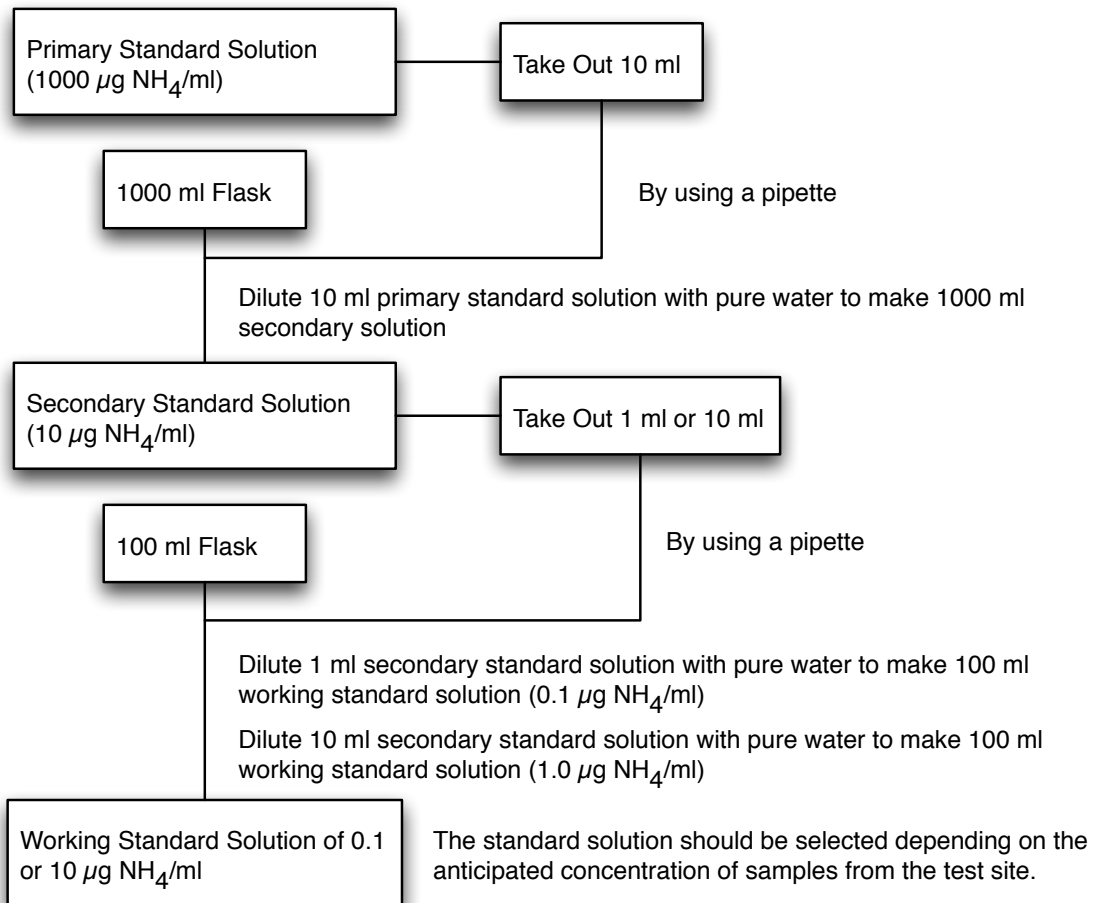 Primary Standard Solution
(1000 µg NH4/ml)
Take Out 10 ml
1000 ml Flask
By using a pipette
Dilute 10 ml primary standard solution with pure water to make 1000 ml
secondary solution
Secondary Standard Solution
(10 µg NH4/ml)
Take Out 1 ml or 10 ml
100 ml Flask
By using a pipette
Dilute 1 ml secondary standard solution with pure water to make 100 ml
working standard solution (0.1 µg NH4/ml)
Dilute 10 ml secondary standard solution with pure water to make 100 ml
working standard solution (1.0 µg NH4/ml)
Working Standard Solution of 0.1
or 10 µg NH4/ml
The standard solution should be selected depending on the
anticipated concentration of samples from the test site.